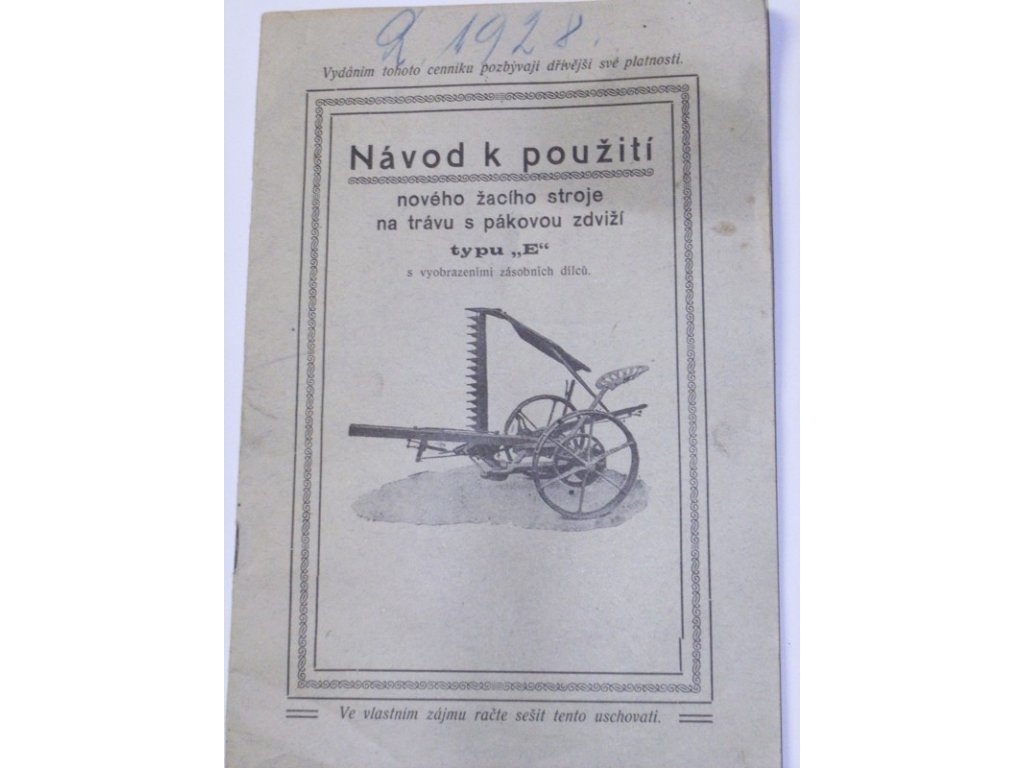 1928.
Vydáním tohoto cenníku pozbývají dřívější své platnosti.
Návod k použití
nového žacího stroje
na trávu s pákovou zdviží
typu „E“
s vyobrazeními zásobních dílců.
Ve vlastním zájmu račte sešit tento uschovati.